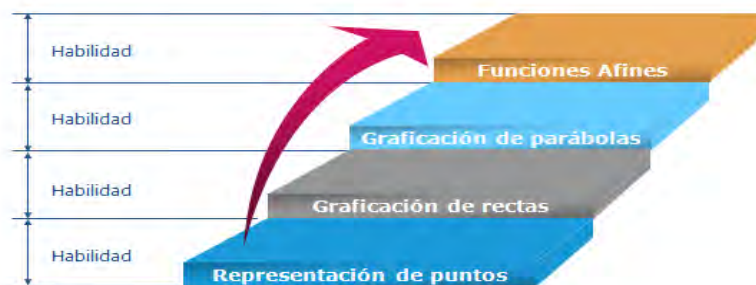 Habilidad
Funciones Afines
Habilidad
Graficación de parábolas
Habilidad
Graficación de rectas
Habilidad
Representación de puntos